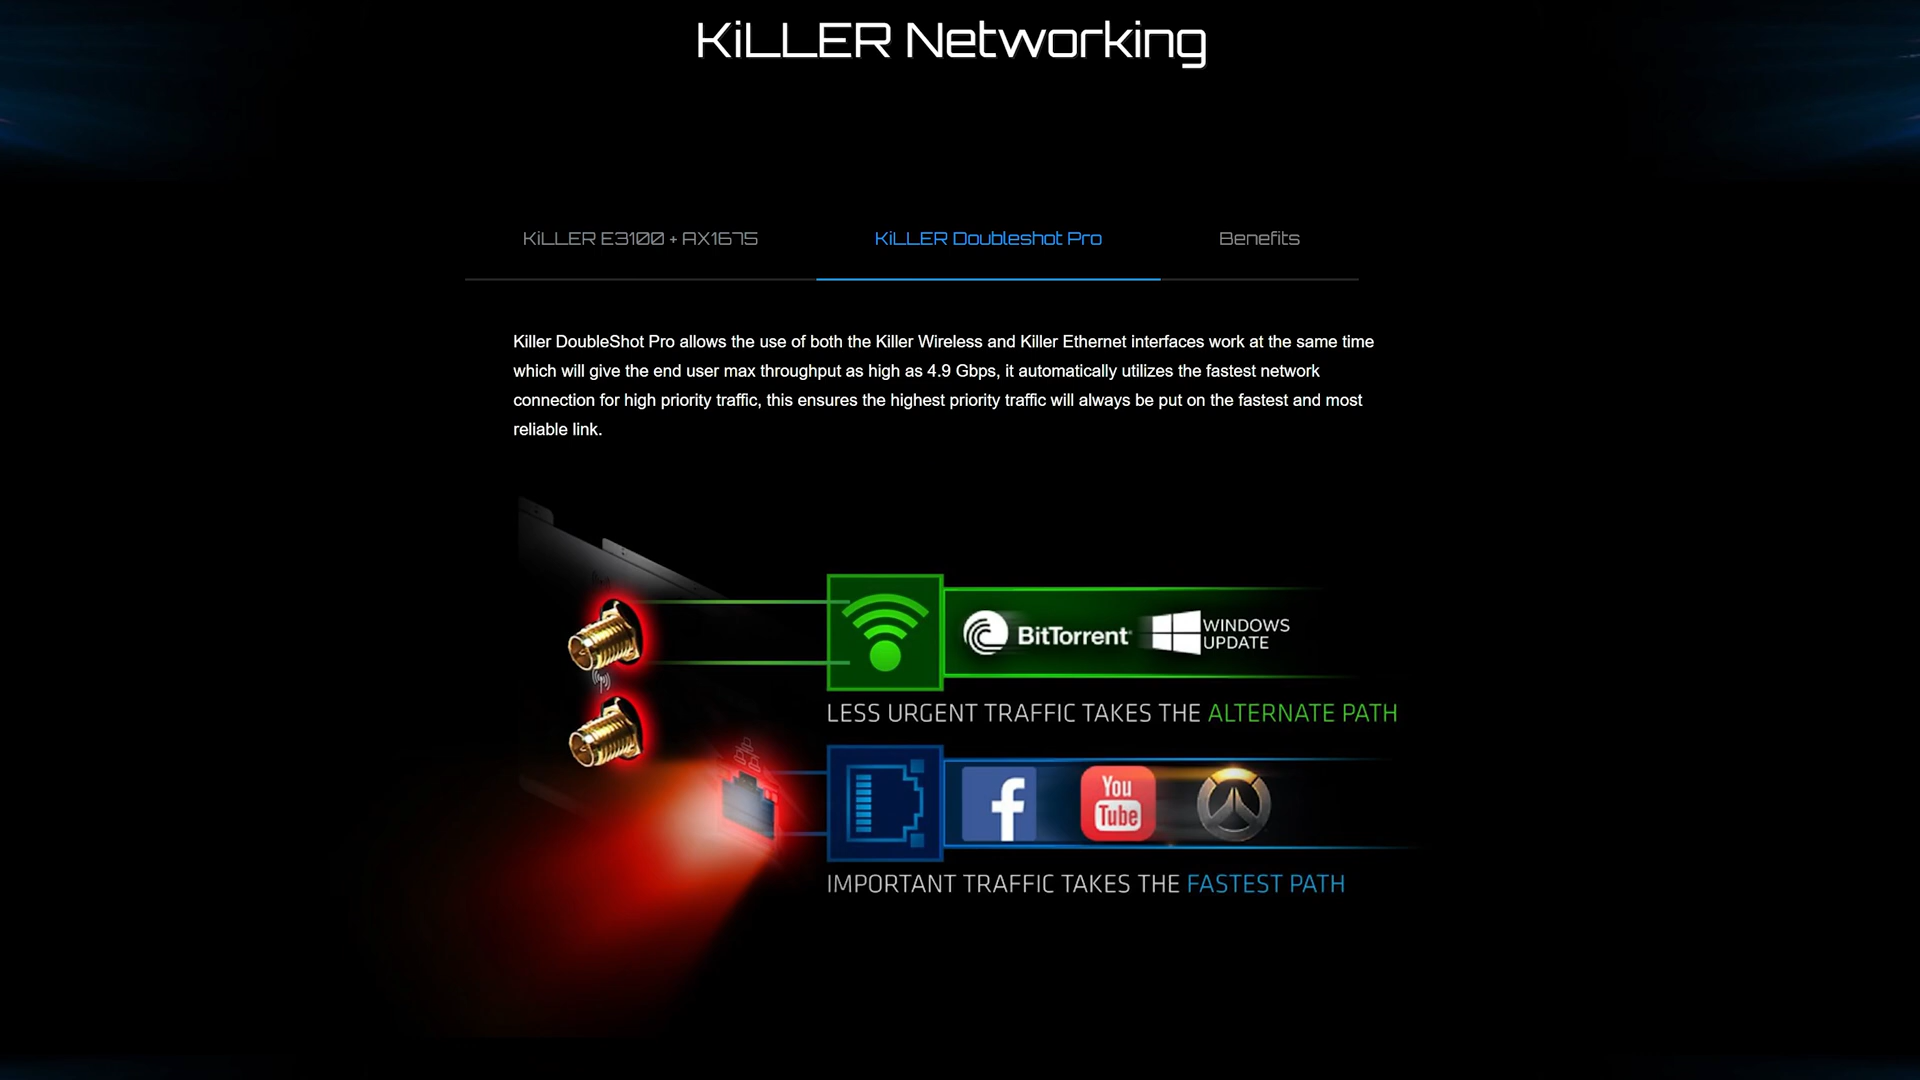 KiLLER Networking
KiLLER E3100 + AX1675
KiLLER Doubleshot Pro
Benefits
Killer DoubleShot Pro allows the use of both the Killer Wireless and Killer Ethernet interfaces work at the same time
which will give the end user max throughput as high as 4.9 Gbps, it automatically utilizes the fastest network
connection for high priority traffic, this ensures the highest priority traffic will always be put on the fastest and most
reliable link.
BitTorrent
WINDOWS
UPDATE
LESS URGENT TRAFFIC TAKES THE ALTERNATE PATH
f
You
Tube
IMPORTANT TRAFFIC TAKES THE FASTEST PATH